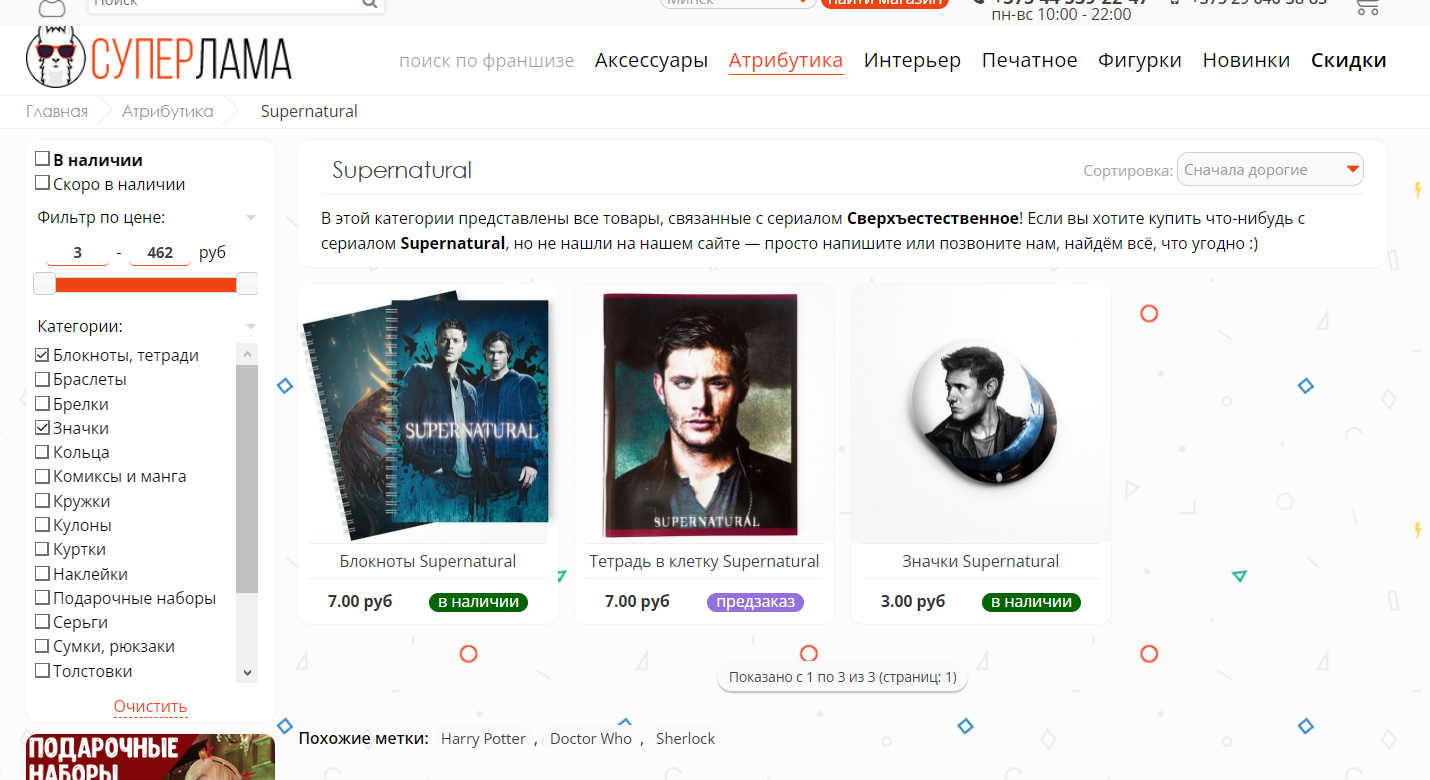 Поиск
Минск
Найти магазин
+375 44 559 22 47
+375 29 646 58 83
пн-вс 10:00 - 22:00
СУПЕРЛАМА
поиск по франшизе Аксессуары Атрибутика Интерьер Печатное Фигурки Новинки Скидки
Главная Атрибутика Supernatural
В наличии
Скоро в наличии
Фильтр по цене:
3 - 462 руб
Категории:
Блокноты, тетради
Браслеты
Брелки
Значки
Кольца
Комиксы и манга
Кружки
Кулоны
Куртки
Наклейки
Подарочные наборы
Серьги
Сумки, рюкзаки
Толстовки
Очистить
ПОДАРОЧНЫЕ
НАБОРЫ
Supernatural
Сортировка: Сначала дорогие
В этой категории представлены все товары, связанные с сериалом Сверхъестественное! Если вы хотите купить что-нибудь с
сериалом Supernatural, но не нашли на нашем сайте — просто напишите или позвоните нам, найдём всё, что угодно :)
SUPERNATURAL
Блокноты Supernatural
7.00 руб в наличии
SUPERNATURAL
Тетрадь в клетку Supernatural
7.00 руб предзаказ
Значки Supernatural
3.00 руб в наличии
Показано с 1 по 3 из 3 (страниц: 1)
Похожие метки: Harry Potter , Doctor Who , Sherlock